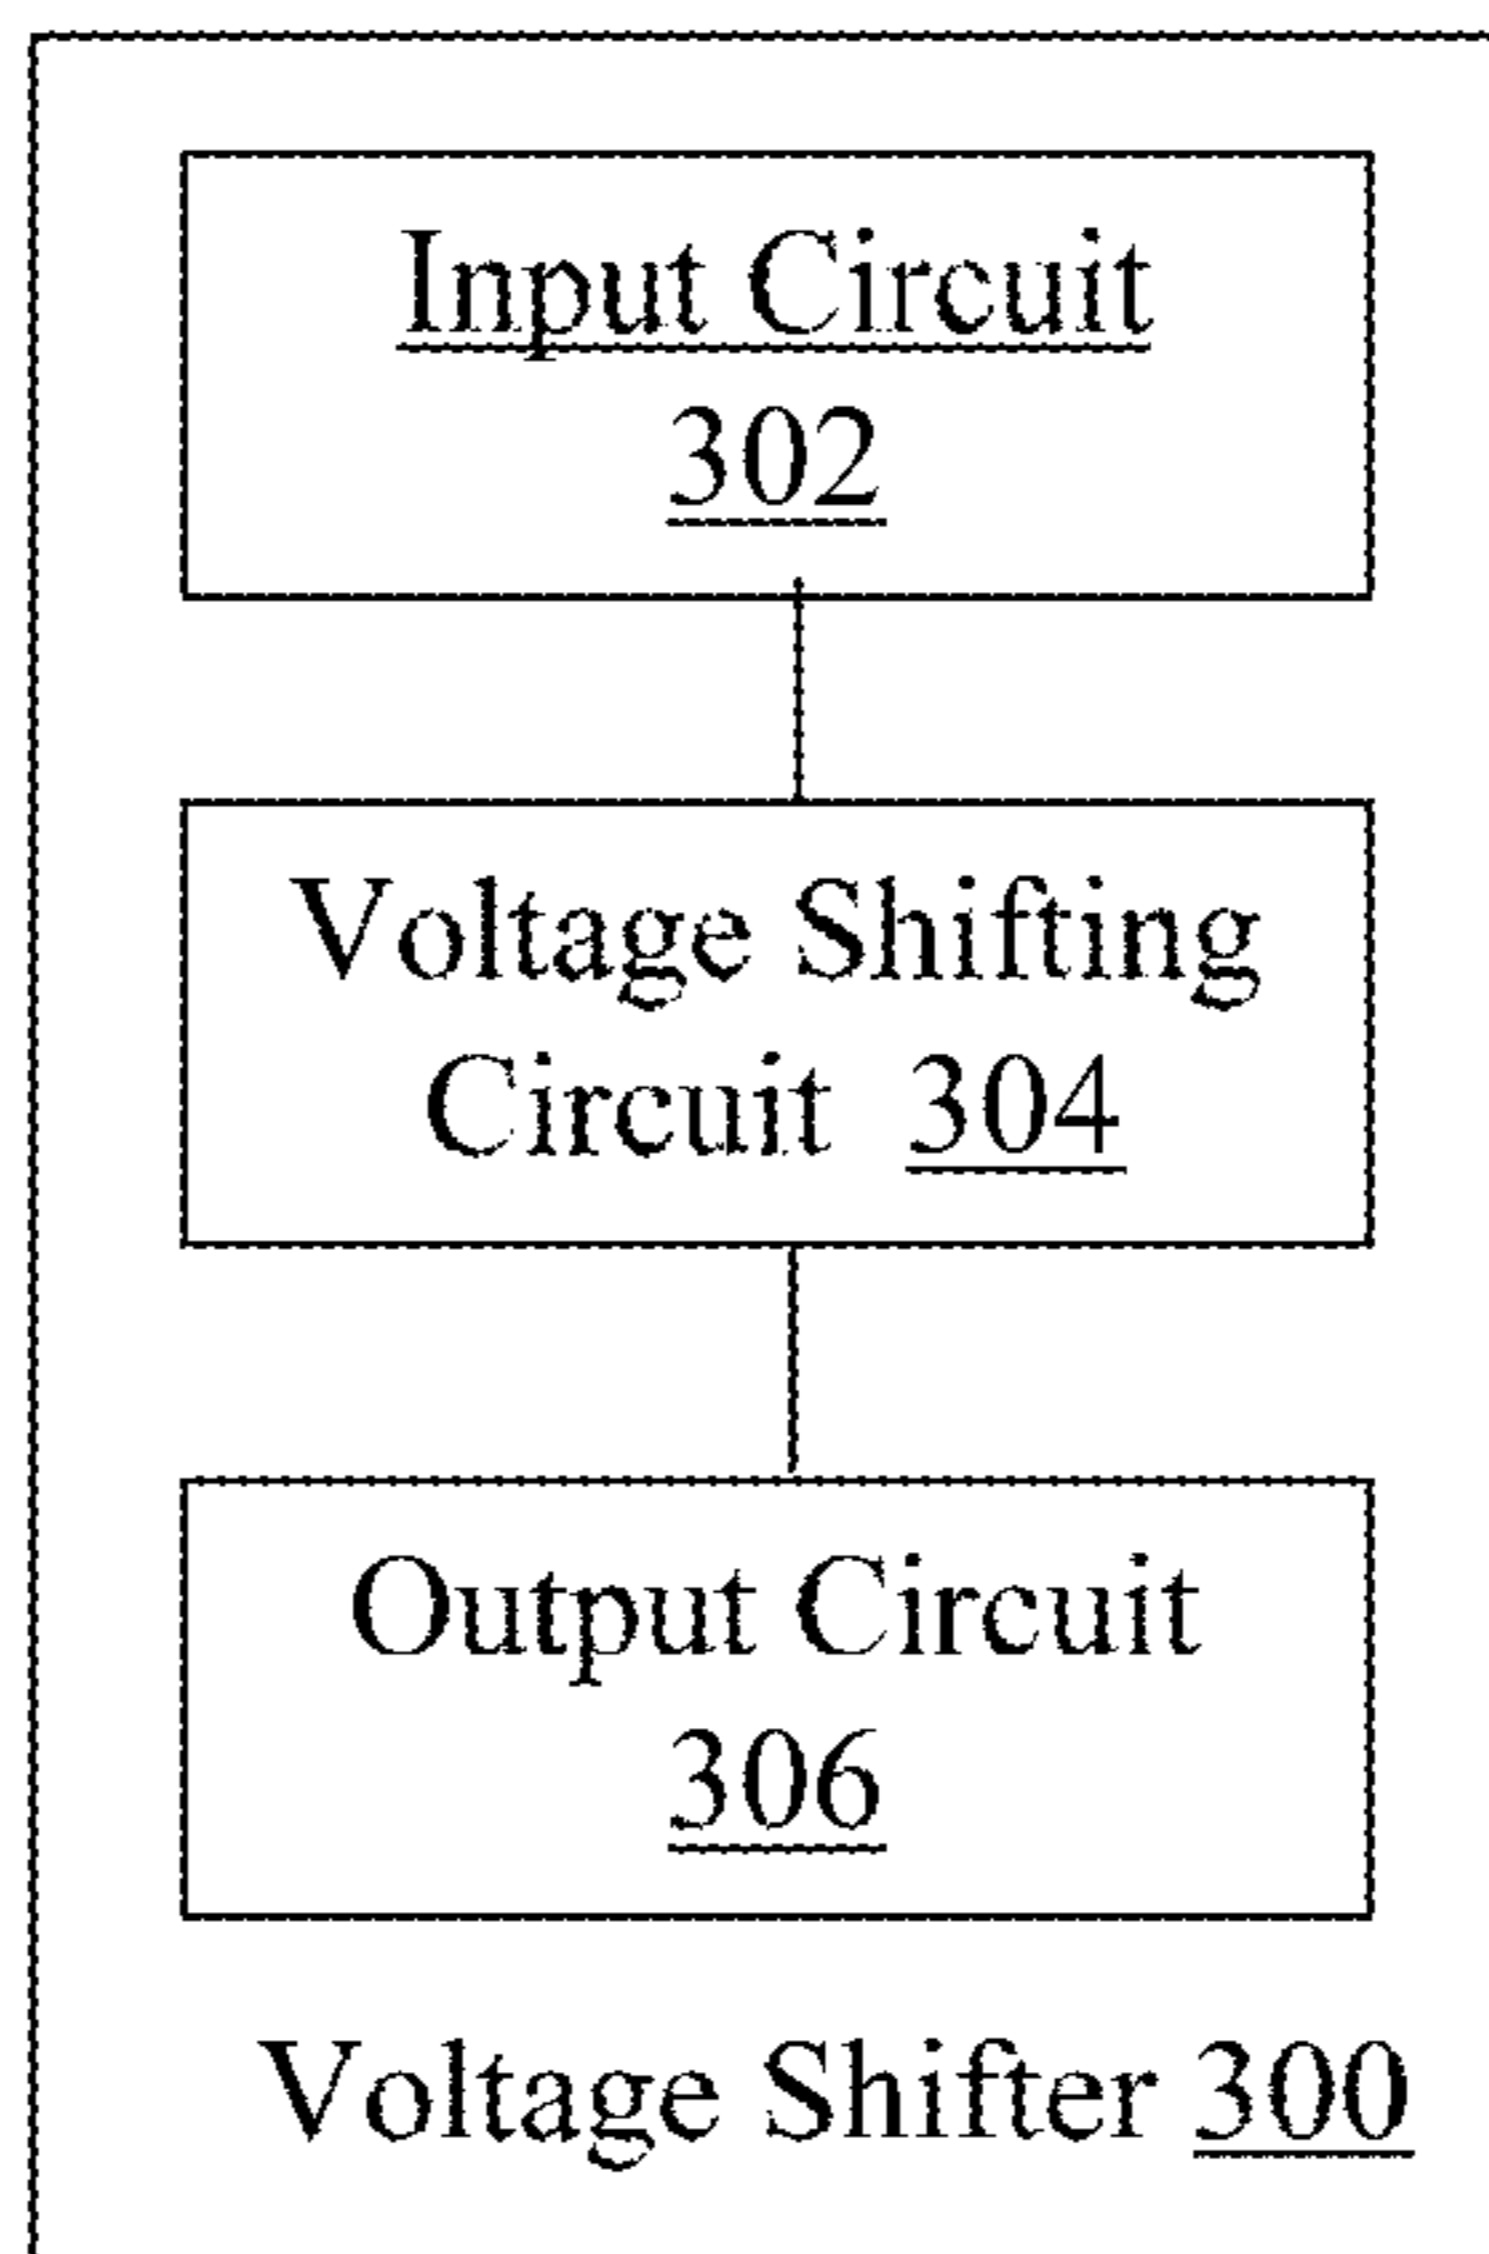 Input Circuit
302
Voltage Shifting
Circuit 304
Output Circuit
306
Voltage Shifter 300